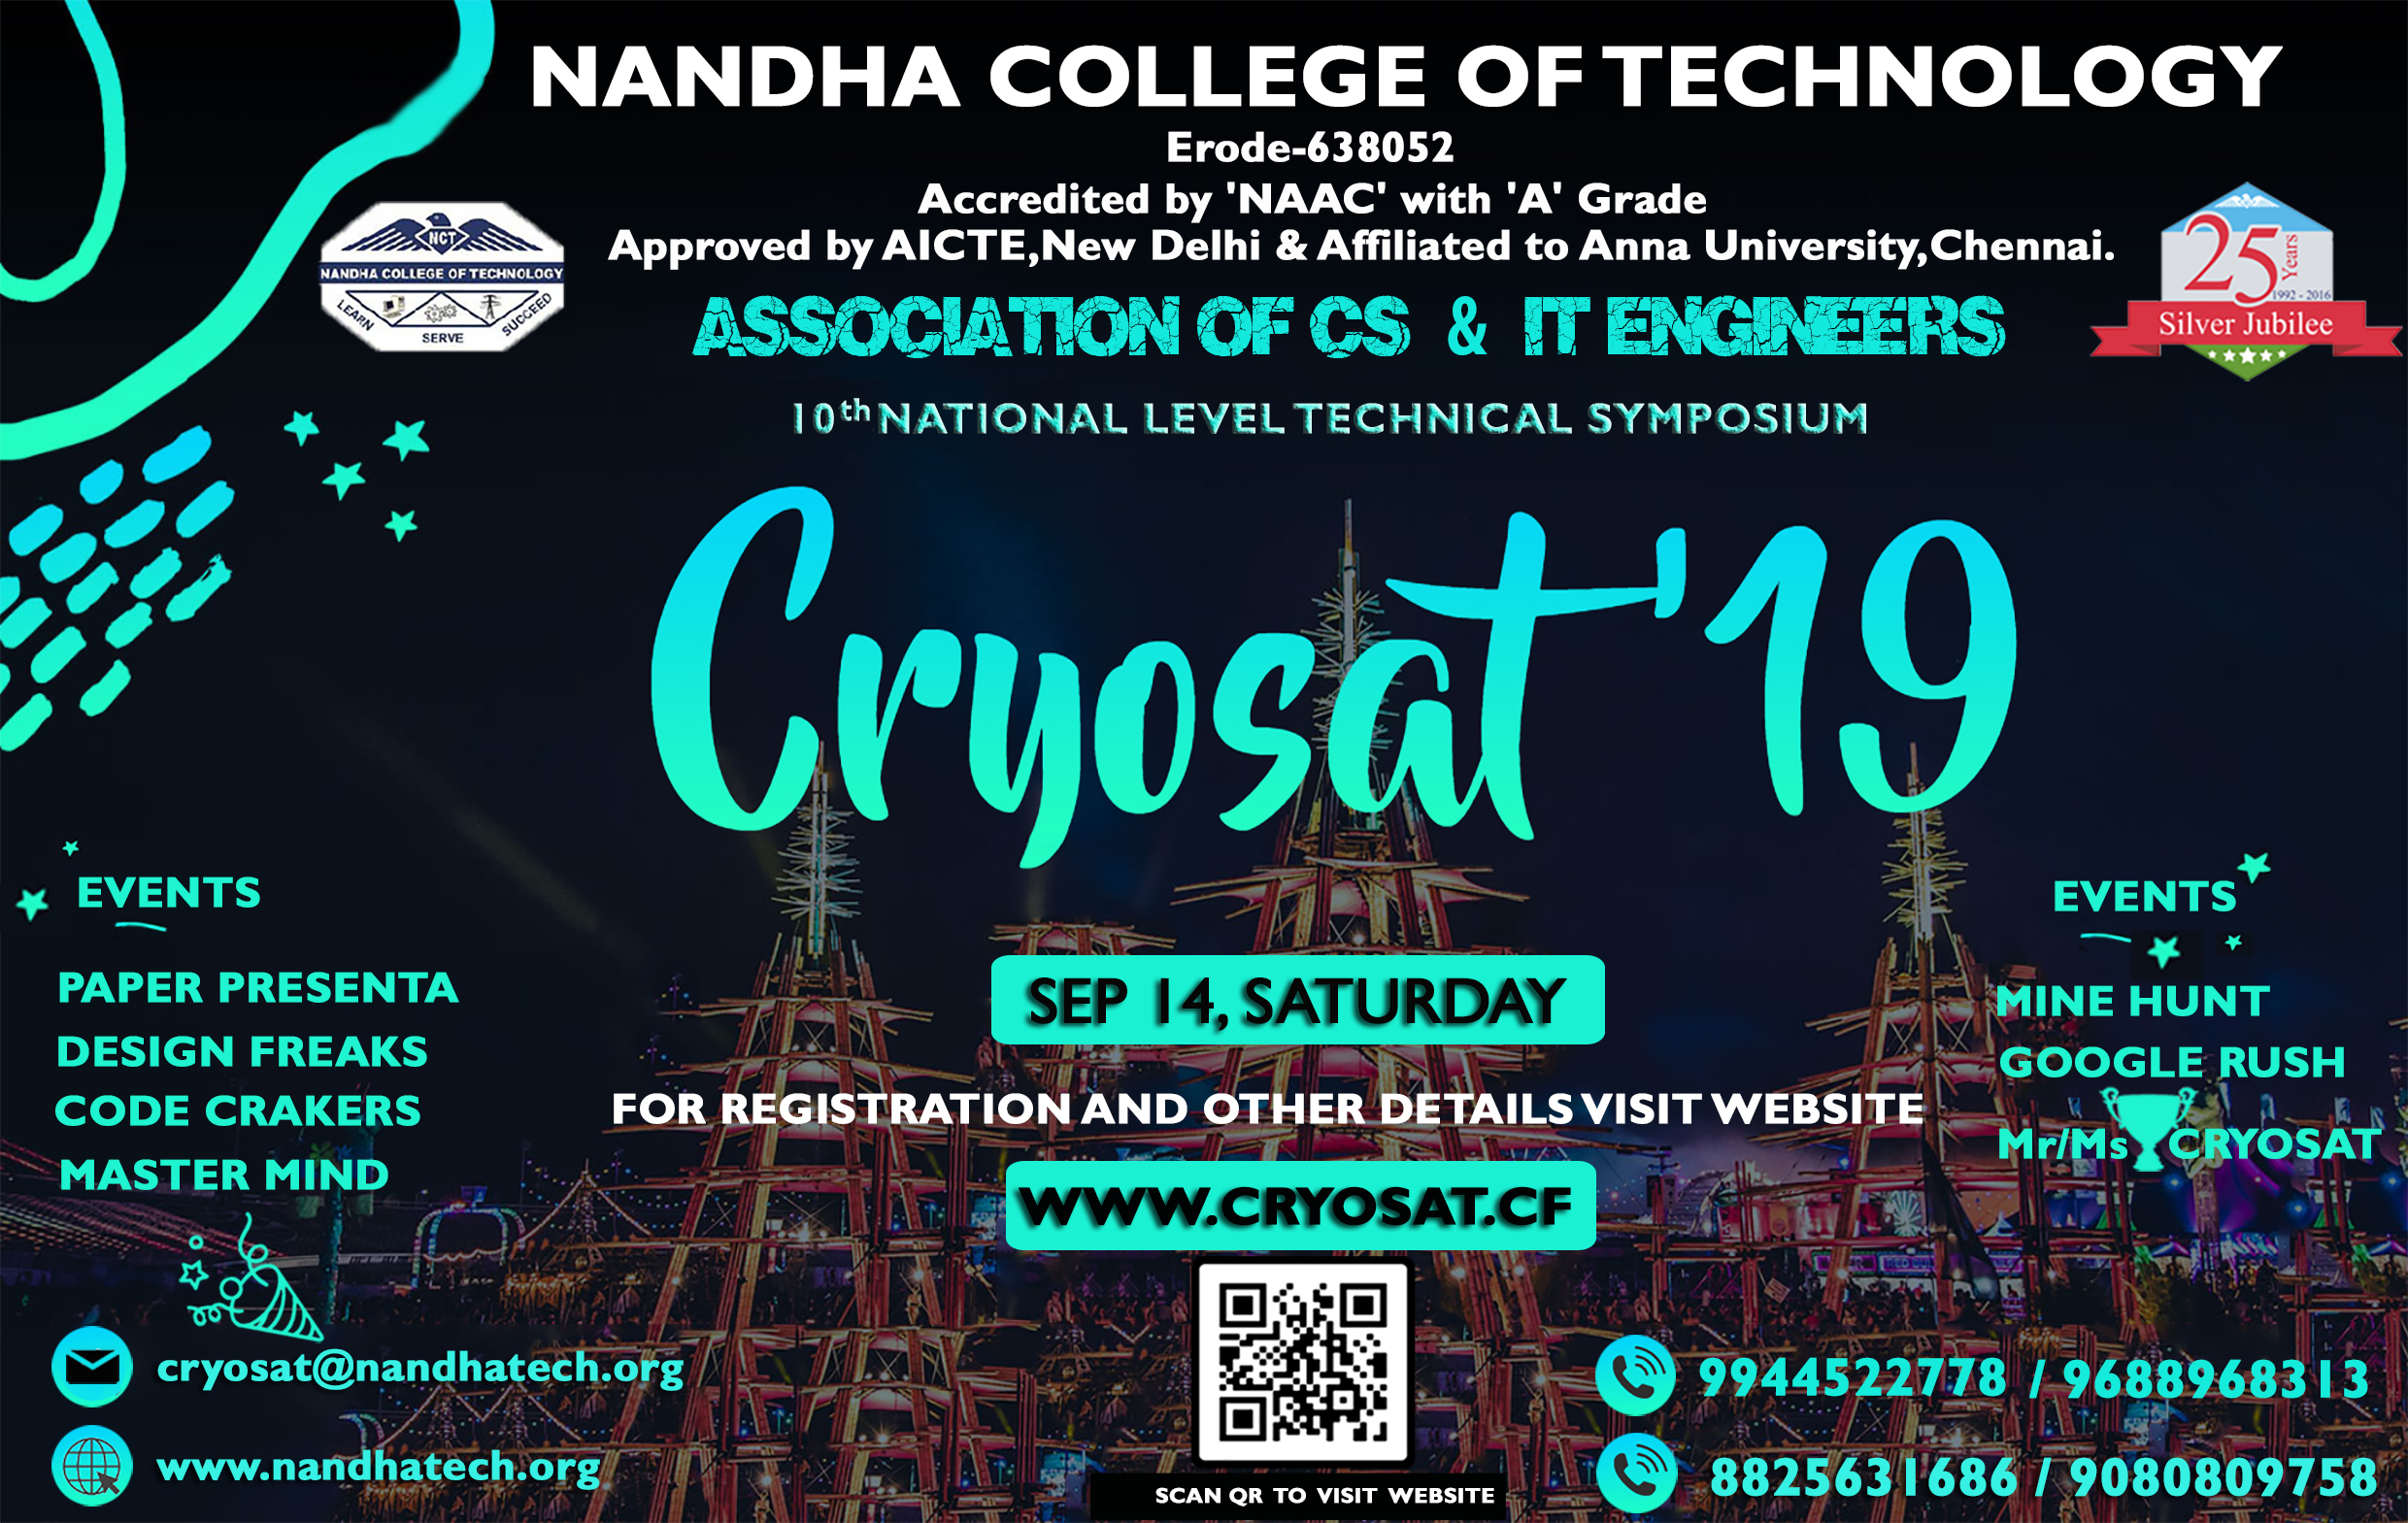 NANDHA COLLEGE OF TECHNOLOGY
Erode-638052
Accredited by 'NAAC' with 'A' Grade
Approved by AICTE,New Delhi & Affiliated to Anna University,Chennai.
NCT
NANDHA COLLEGE OF TECHNOLOGY
LEARN
SERVE
SUCCEED
25 Years
1992 - 2016
Silver Jubilee
ASSOCIATION OF CS & IT ENGINEERS
10th NATIONAL LEVEL TECHNICAL SYMPOSIUM
Cryosat '19
EVENTS
PAPER PRESENTA
DESIGN FREAKS
CODE CRAKERS
MASTER MIND
EVENTS
MINE HUNT
GOOGLE RUSH
Mr/Ms CRYOSAT
SEP 14, SATURDAY
FOR REGISTRATION AND OTHER DETAILS VISIT WEBSITE
WWW.CRYOSAT.CF
SCAN QR TO VISIT WEBSITE
cryosat@nandhatech.org
www.nandhatech.org
9944522778 / 9688968313
8825631686 / 9080809758